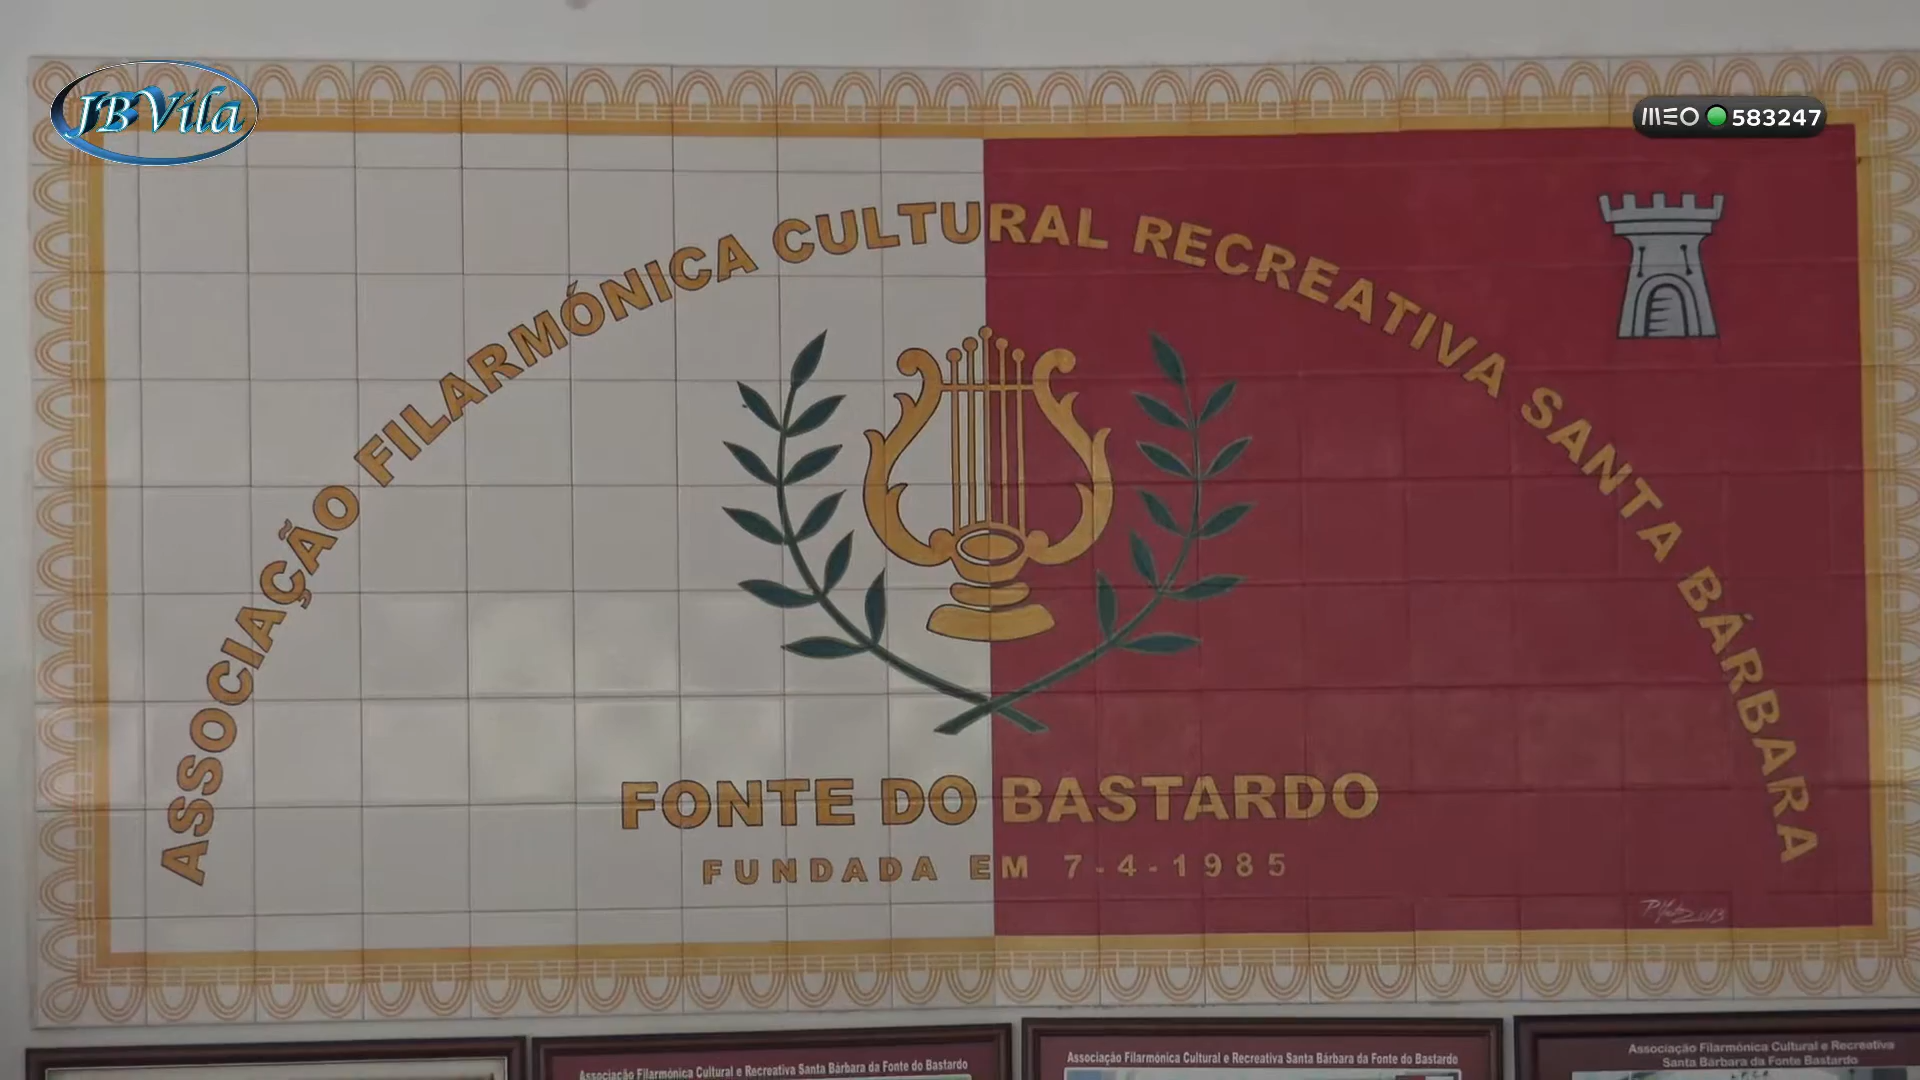 JBVila
MEO 583247
ASSOCIAÇÃO FILARMÓNICA CULTURAL RECREATIVA SANTA BÁRBARA
FONTE DO BASTARDO
FUNDADA EM 7-4-1985
2013
Associação Filarmónica Cultural e Recreativa Santa Bárbara da Fonte do Bastardo
Associação Filarmónica Cultural e Recreativa Santa Bárbara da Fonte do Bastardo
Associação Filarmónica Cultural e Recreativa
Santa Bárbara da Fonte Bastardo